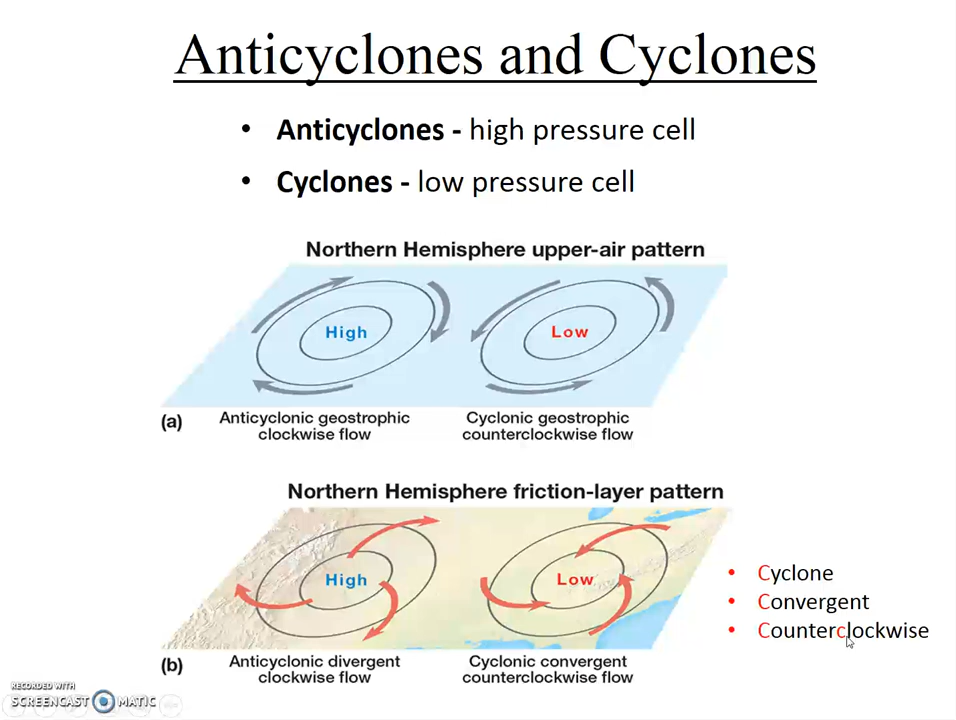 Anticyclones and Cyclones
• Anticyclones - high pressure cell
• Cyclones - low pressure cell
Northern Hemisphere upper-air pattern
High
Low
(a)
Anticyclonic geostrophic
clockwise flow
Cyclonic geostrophic
counterclockwise flow
Northern Hemisphere friction-layer pattern
High
Low
• Cyclone
• Convergent
• Counterclockwise
(b)
Anticyclonic divergent
clockwise flow
Cyclonic convergent
counterclockwise flow
RECORDED WITH
SCREENCAST MATIC